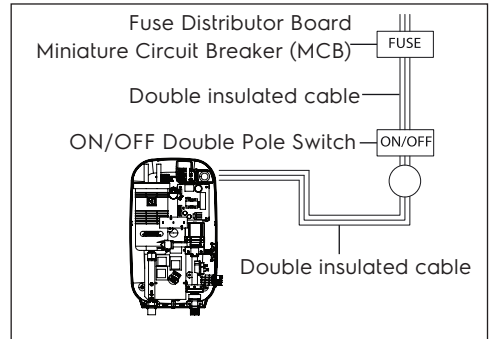 Fuse Distributor Board
Miniature Circuit Breaker (MCB)
FUSE
Double insulated cable
ON/OFF Double Pole Switch
ON/OFF
Double insulated cable